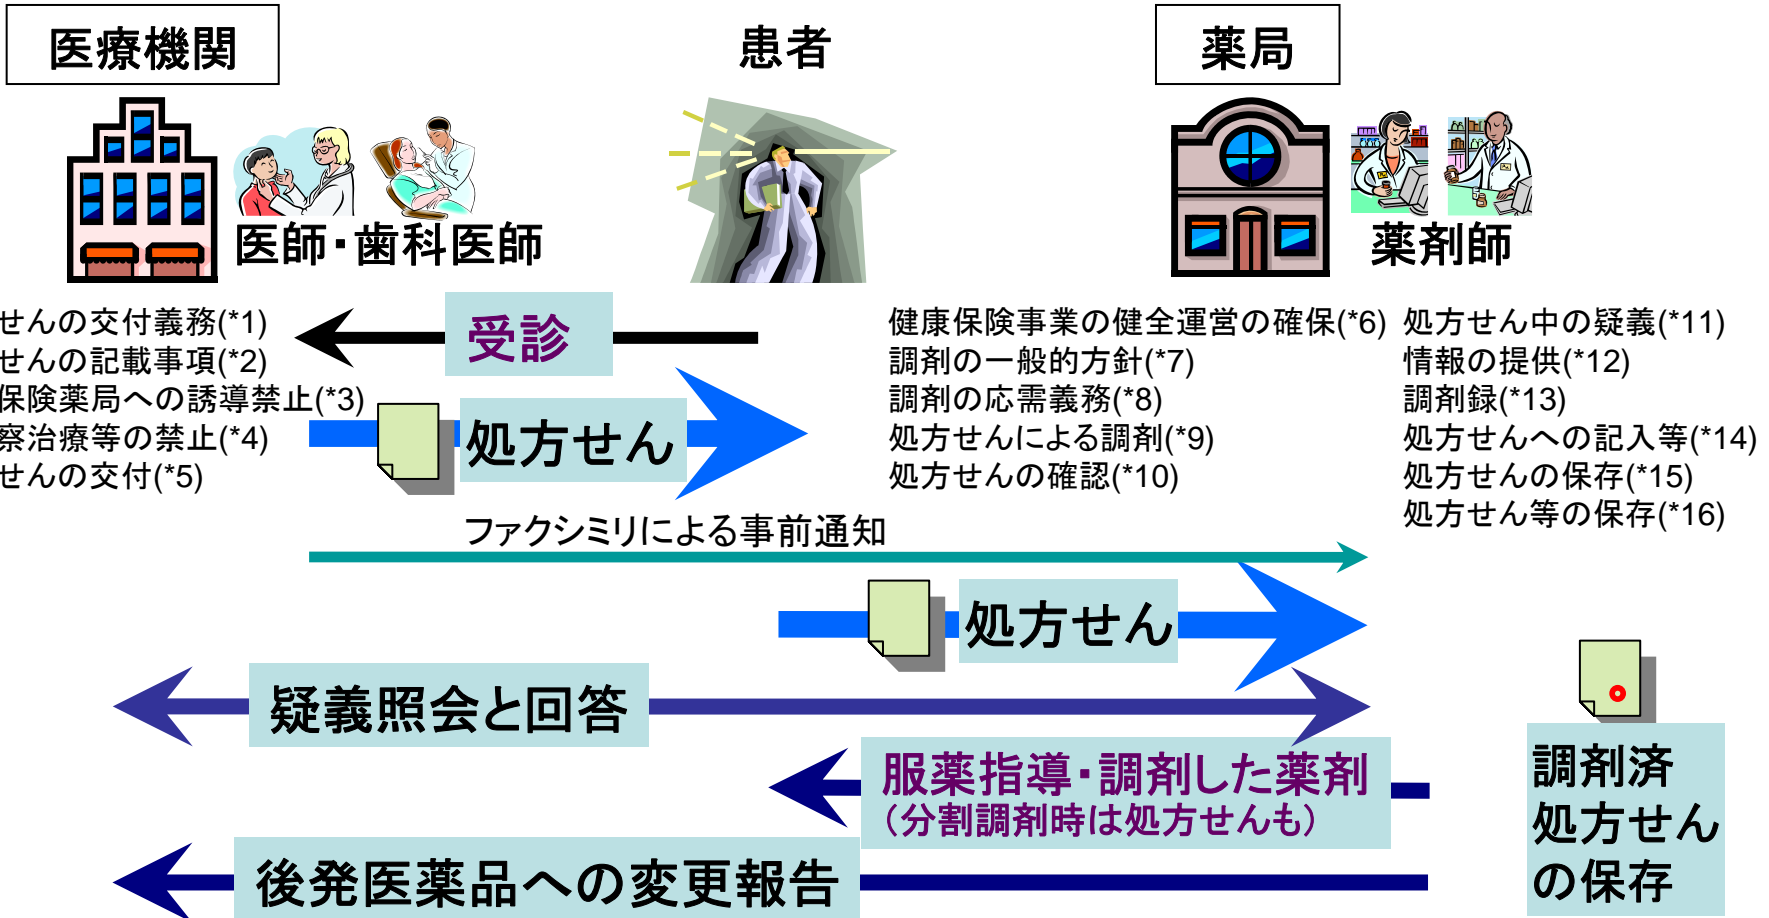 医療機関
患者
薬局
医師・歯科医師
薬剤師
せんの交付義務(*1)
せんの記載事項(*2)
保険薬局への誘導禁止(*3)
察治療等の禁止(*4)
せんの交付(*5)
受診
処方せん
健康保険事業の健全運営の確保(*6)
調剤の一般的方針(*7)
調剤の応需義務(*8)
処方せんによる調剤(*9)
処方せんの確認(*10)
処方せん中の疑義(*11)
情報の提供(*12)
調剤録(*13)
処方せんへの記入等(*14)
処方せんの保存(*15)
処方せん等の保存(*16)
ファクシミリによる事前通知
処方せん
疑義照会と回答
服薬指導・調剤した薬剤
（分割調剤時は処方せんも）
後発医薬品への変更報告
調剤済
処方せん
の保存